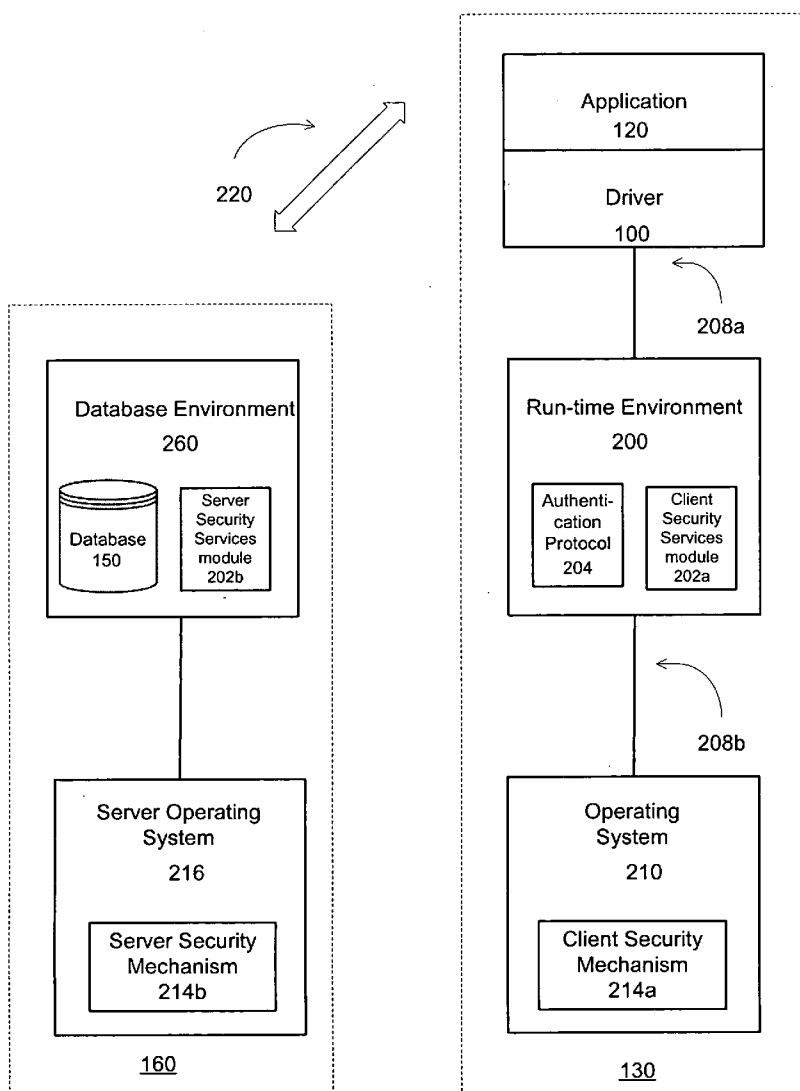 Application
120
Driver
100
220
208a
Database Environment
260
Database
150
Server
Security
Services
module
202b
Run-time Environment
200
Authenti-
cation
Protocol
204
Client
Security
Services
module
202a
208b
Server Operating
System
216
Server Security
Mechanism
214b
Operating
System
210
Client Security
Mechanism
214a
160
130